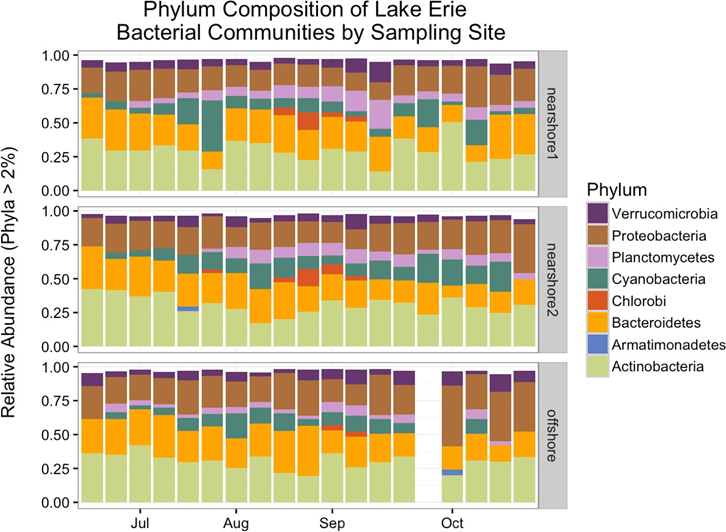 Phylum Composition of Lake Erie
Bacterial Communities by Sampling Site
Relative Abundance (Phyla > 2%)
1.00
0.75
0.50
0.25
0.00
nearshore1
1.00
0.75
0.50
0.25
0.00
nearshore2
1.00
0.75
0.50
0.25
0.00
offshore
Jul
Aug
Sep
Oct
Phylum
Verrucomicrobia
Proteobacteria
Planctomycetes
Cyanobacteria
Chlorobi
Bacteroidetes
Armatimonadetes
Actinobacteria